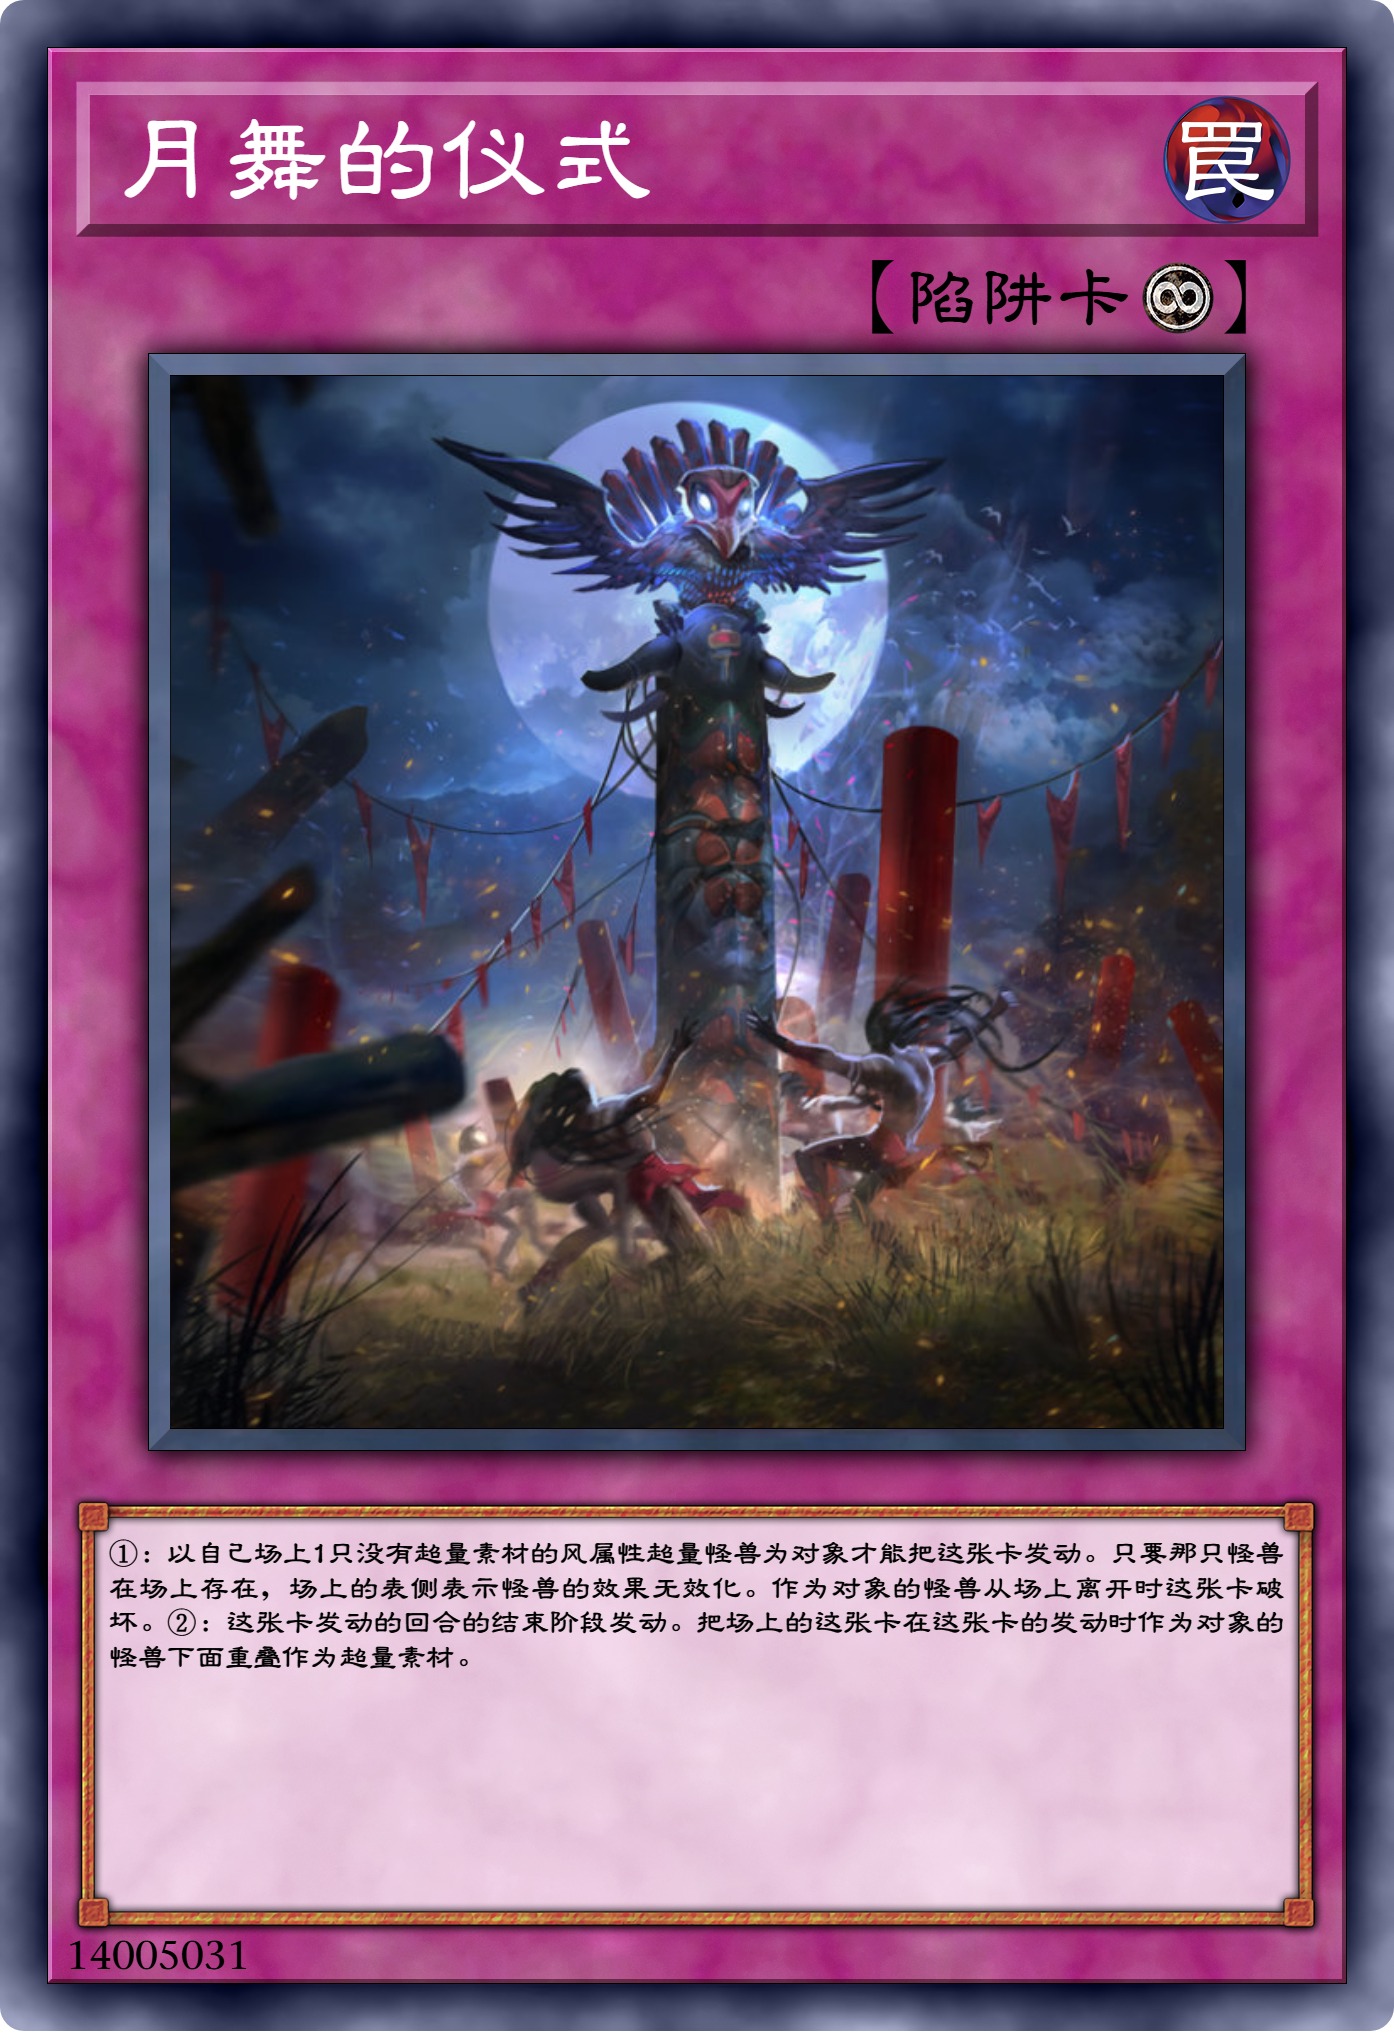 月舞的仪式
罠
【陷阱卡】
①：以自己场上1只没有超量素材的风属性超量怪兽为对象才能把这张卡发动。只要那只怪兽
在场上存在，场上的表侧表示怪兽的效果无效化。作为对象的怪兽从场上离开时这张卡破
坏。②：这张卡发动的回合的结束阶段发动。把场上的这张卡在这张卡的发动时作为对象的
怪兽下面重叠作为超量素材。
14005031